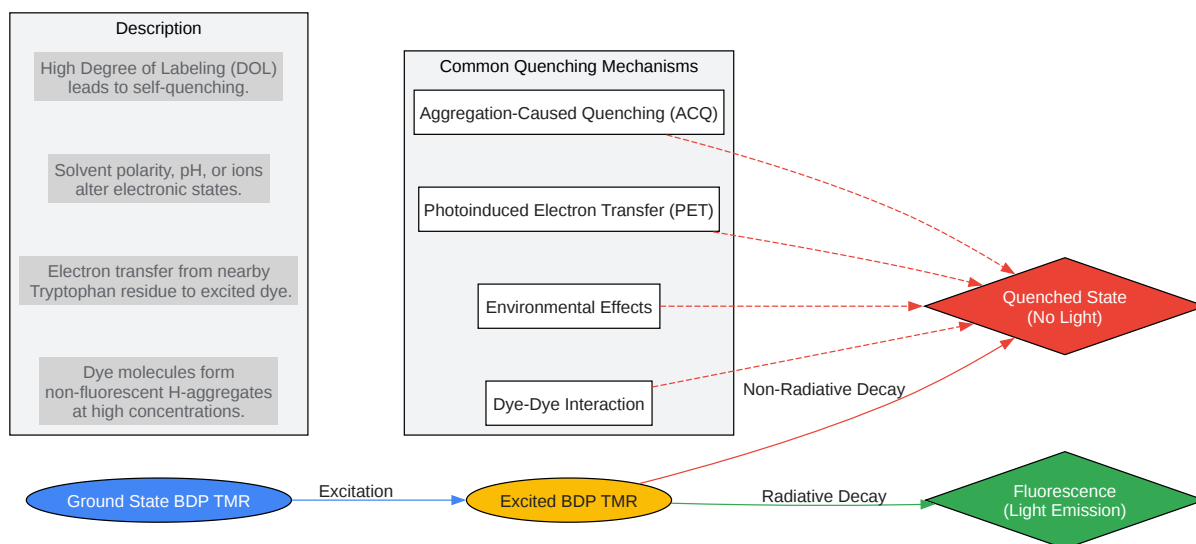 Description
High Degree of Labeling (DOL)
leads to self-quenching.
Solvent polarity, pH, or ions
alter electronic states.
Electron transfer from nearby
Tryptophan residue to excited dye.
Dye molecules form
non-fluorescent H-aggregates
at high concentrations.
Common Quenching Mechanisms
Aggregation-Caused Quenching (ACQ)
Photoinduced Electron Transfer (PET)
Environmental Effects
Dye-Dye Interaction
Quenched State
(No Light)
Non-Radiative Decay
Ground State BDP TMR
Excitation
Excited BDP TMR
Radiative Decay
Fluorescence
(Light Emission)